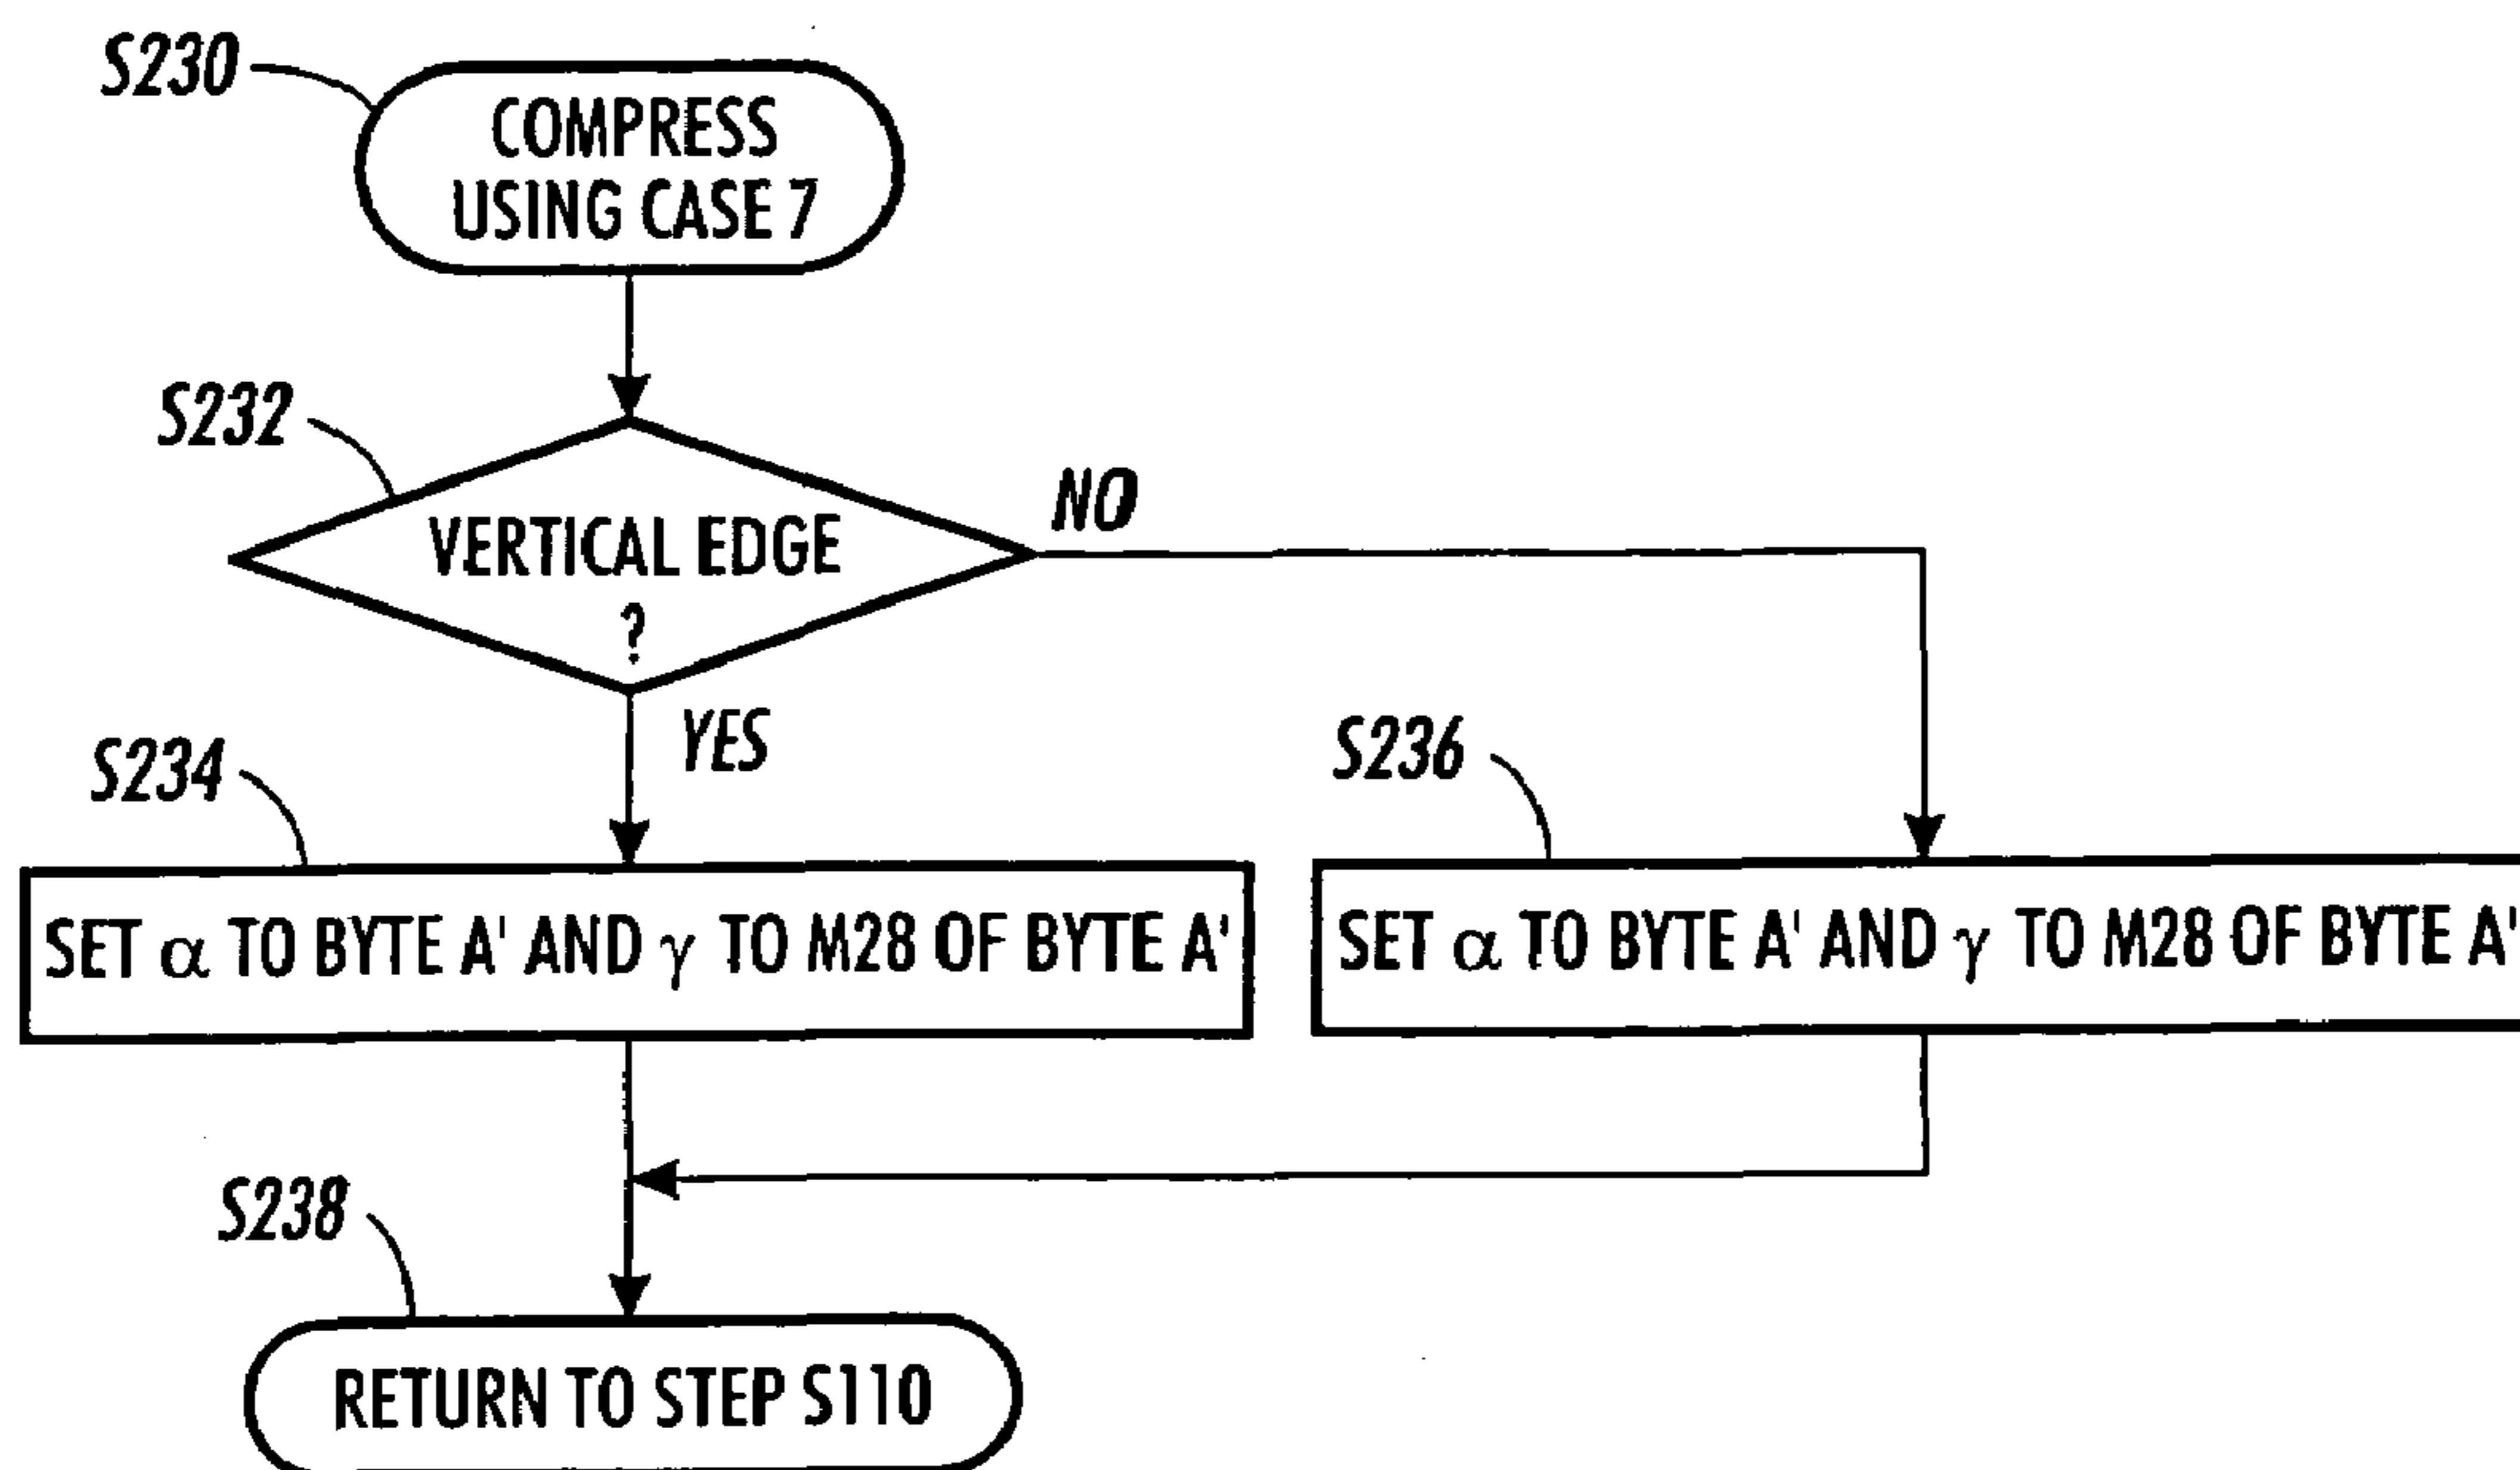 S230
COMPRESS
USING CASE 7
S232
NO
VERTICAL EDGE
?
YES
S234
S236
SET α TO BYTE A' AND γ TO M28 OF BYTE A'
SET α TO BYTE A' AND γ TO M28 OF BYTE A'
S238
RETURN TO STEP S110